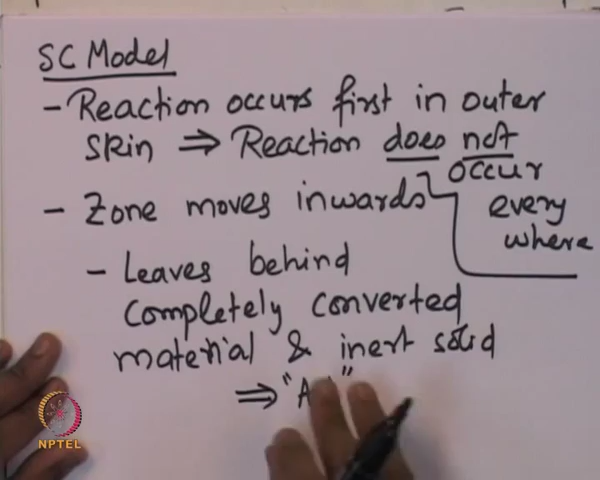 SC Model
- Reaction occurs first in outer
skin ⇒ Reaction does not
occur
every
where
- Zone moves inwards
- Leaves behind
completely converted
material & inert solid
⇒
NPTEL